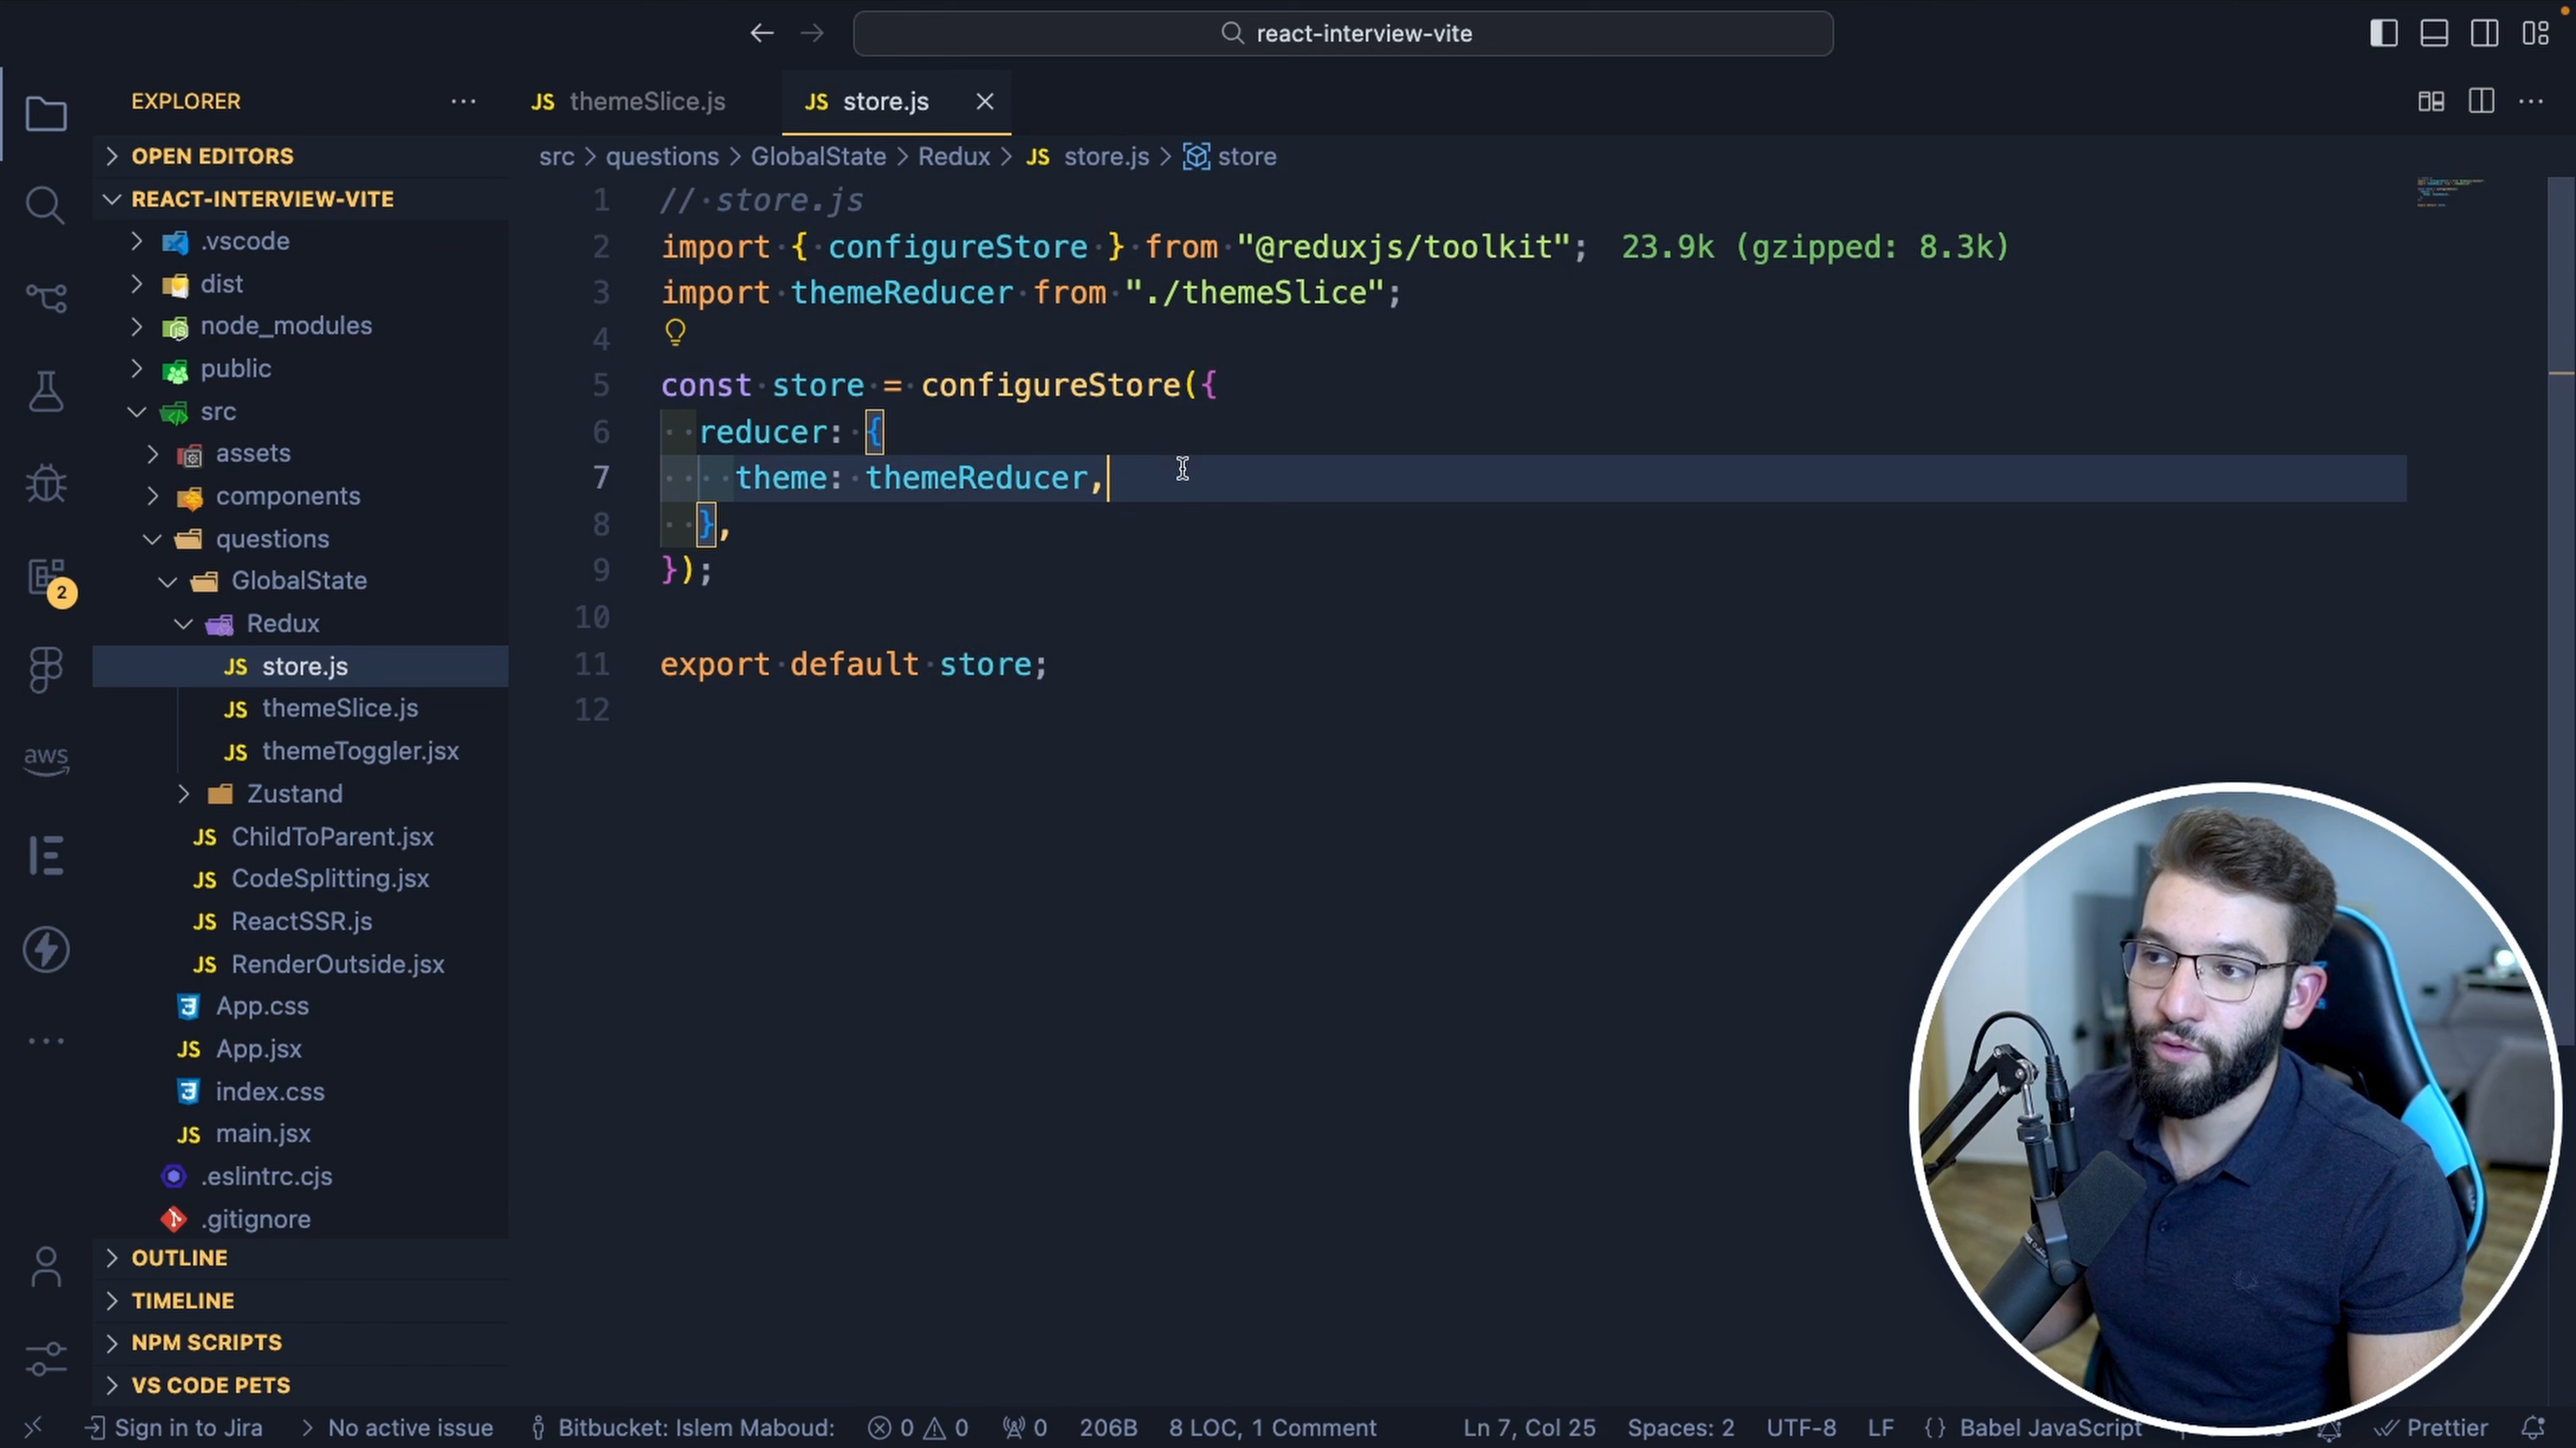 react-interview-vite
EXPLORER
JS themeSlice.js
JS store.js
OPEN EDITORS
src > questions > GlobalState > Redux > JS store.js > store
REACT-INTERVIEW-VITE
.vscode
dist
node_modules
public
src
assets
components
questions
GlobalState
Redux
JS store.js
JS themeSlice.js
JS themeToggler.jsx
Zustand
JS ChildToParent.jsx
JS CodeSplitting.jsx
JS ReactSSR.js
JS RenderOutside.jsx
App.css
JS App.jsx
index.css
JS main.jsx
.eslintrc.cjs
.gitignore
OUTLINE
TIMELINE
NPM SCRIPTS
VS CODE PETS
2
aws
1 // store.js
2 import { configureStore } from "@reduxjs/toolkit"; 23.9k (gzipped: 8.3k)
3 import themeReducer from "./themeSlice";
4
5 const store = configureStore({
6 reducer: {
7 theme: themeReducer,
8 },
9 });
10
11 export default store;
12
Sign in to Jira > No active issue Bitbucket: Islem Maboud: 0 0 0 206B 8 LOC, 1 Comment Ln 7, Col 25 Spaces: 2 UTF-8 LF {} Babel JavaScript Prettier